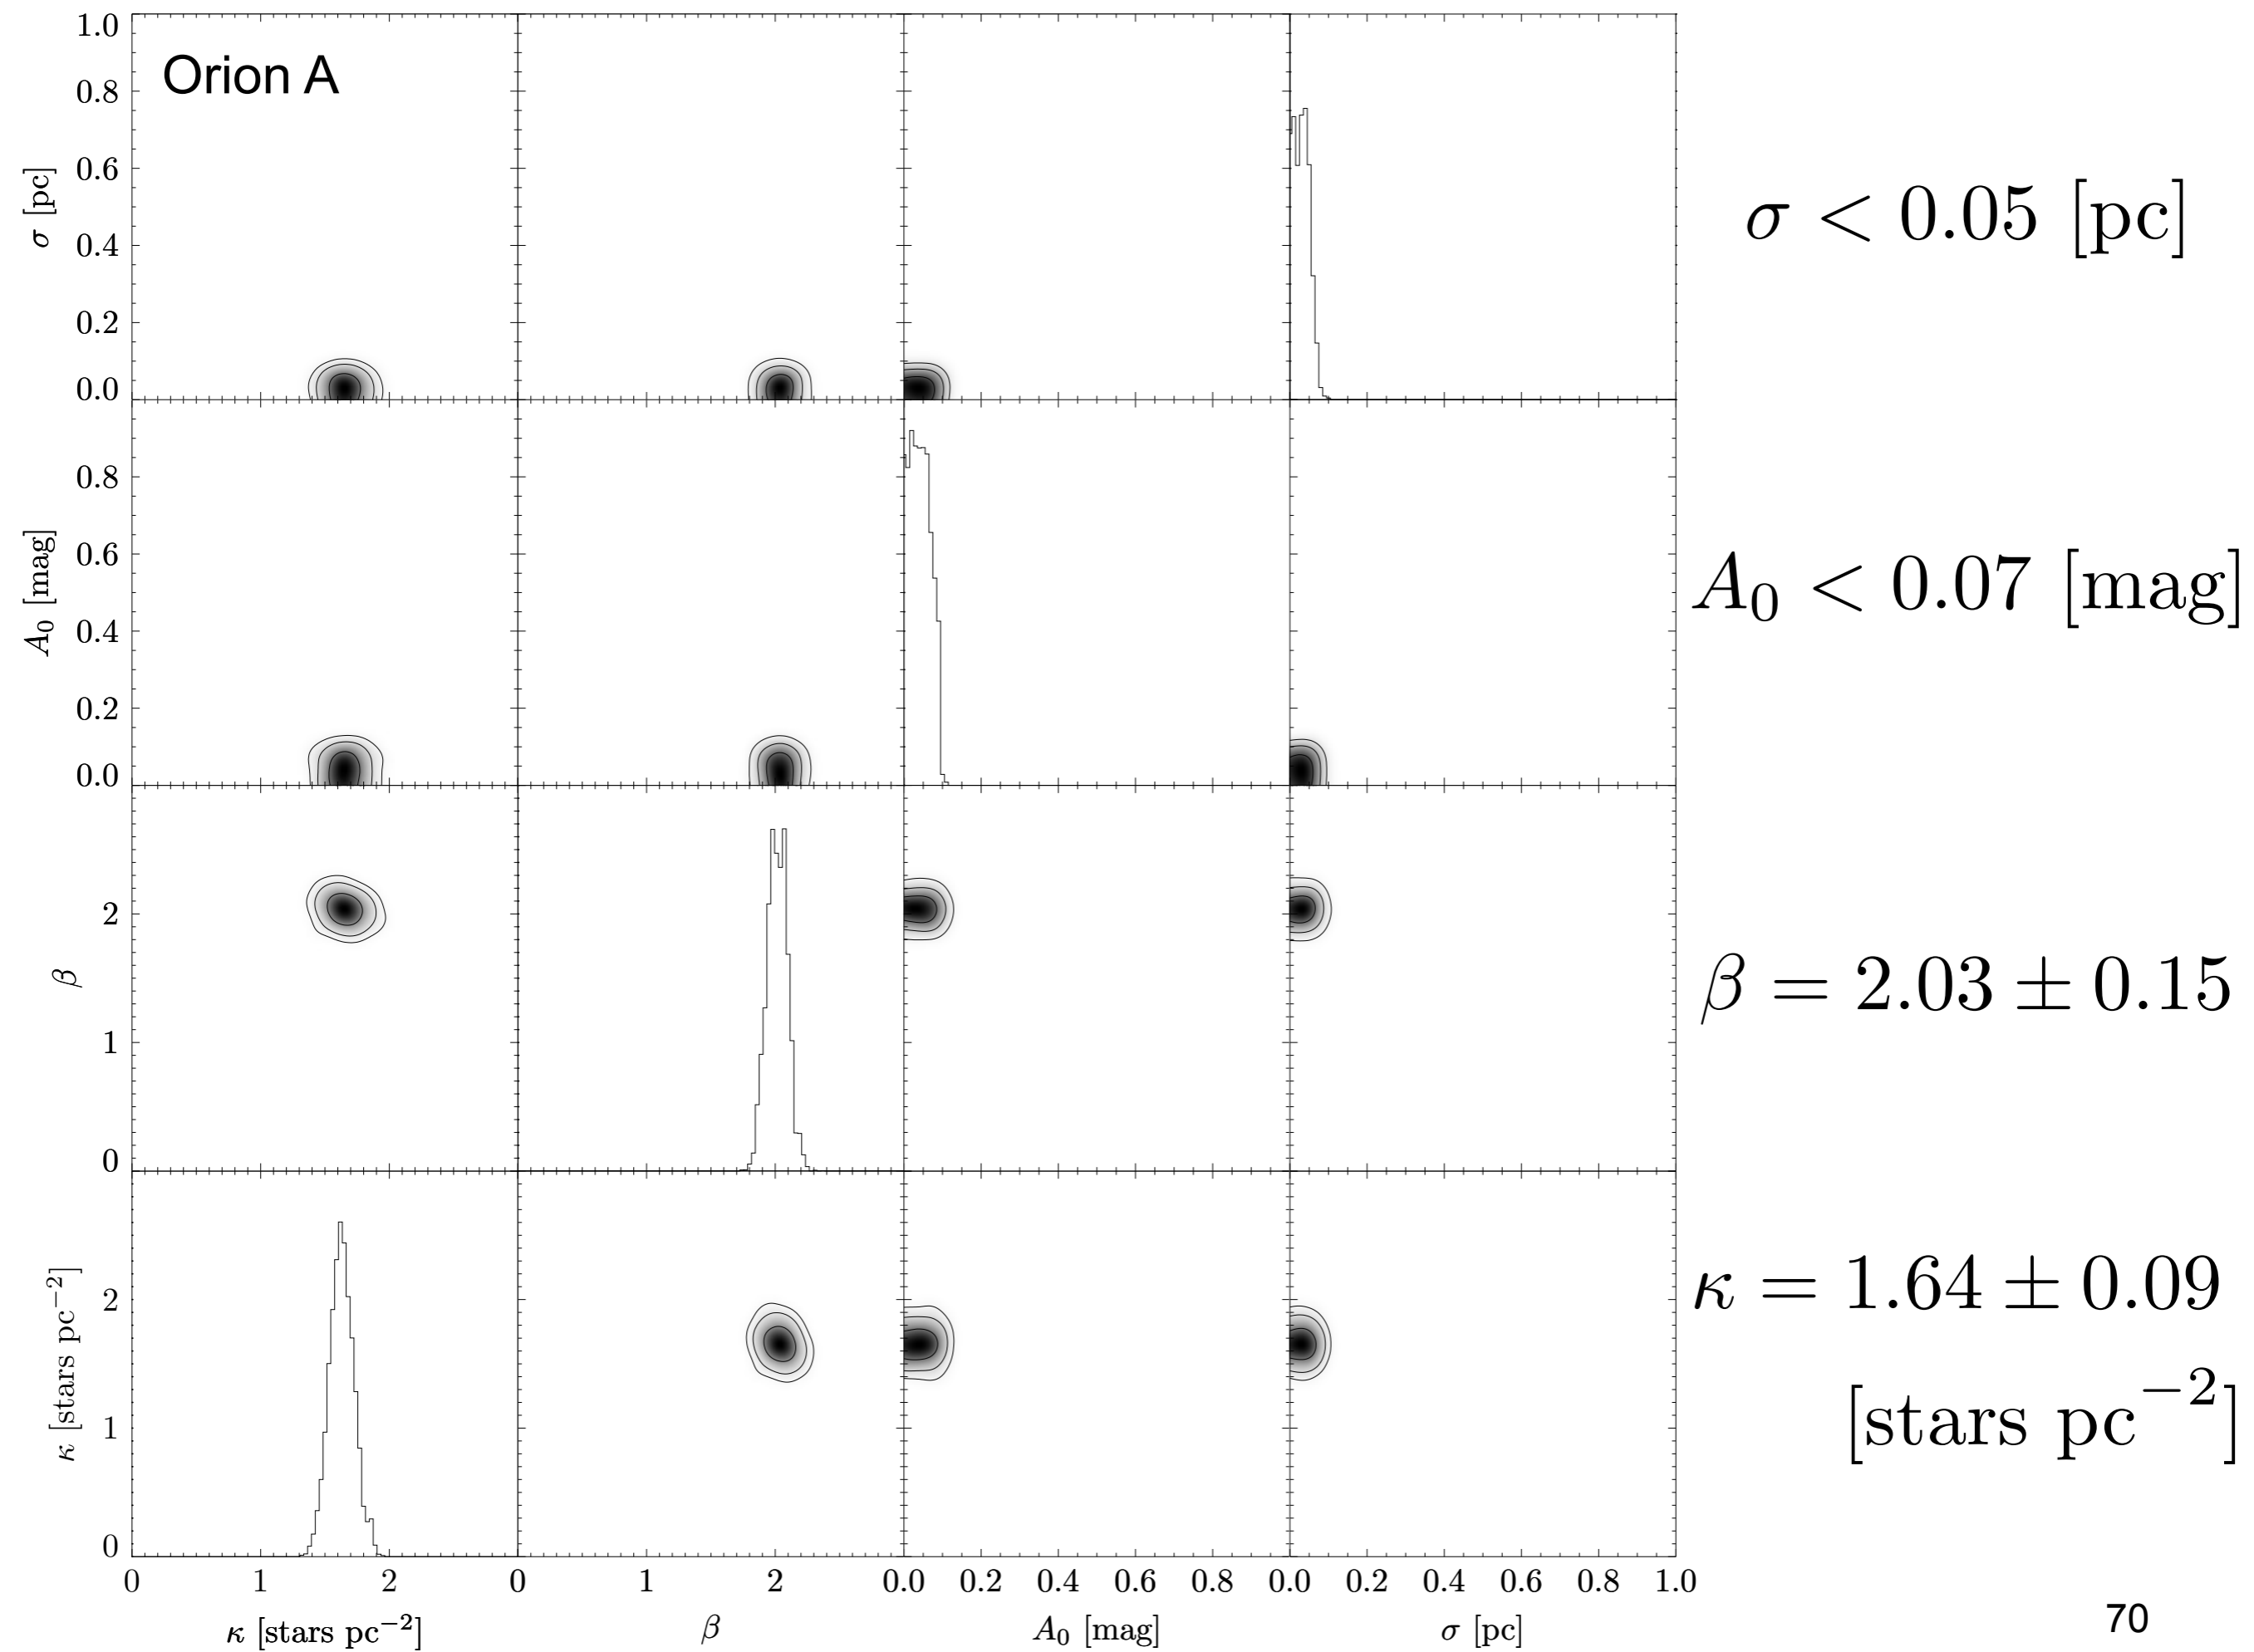 Orion A
1.0
0.8
0.6
0.4
0.2
0.0
σ [pc]
σ < 0.05 [pc]
0.8
0.6
0.4
0.2
0.0
A₀ [mag]
A₀ < 0.07 [mag]
2
1
0
β
β = 2.03 ± 0.15
2
1
0
κ [stars pc⁻²]
κ = 1.64 ± 0.09
[stars pc⁻²]
0 1 2 0 1 2 0.0 0.2 0.4 0.6 0.8 0.0 0.2 0.4 0.6 0.8 1.0
κ [stars pc⁻²] β A₀ [mag] σ [pc]
70